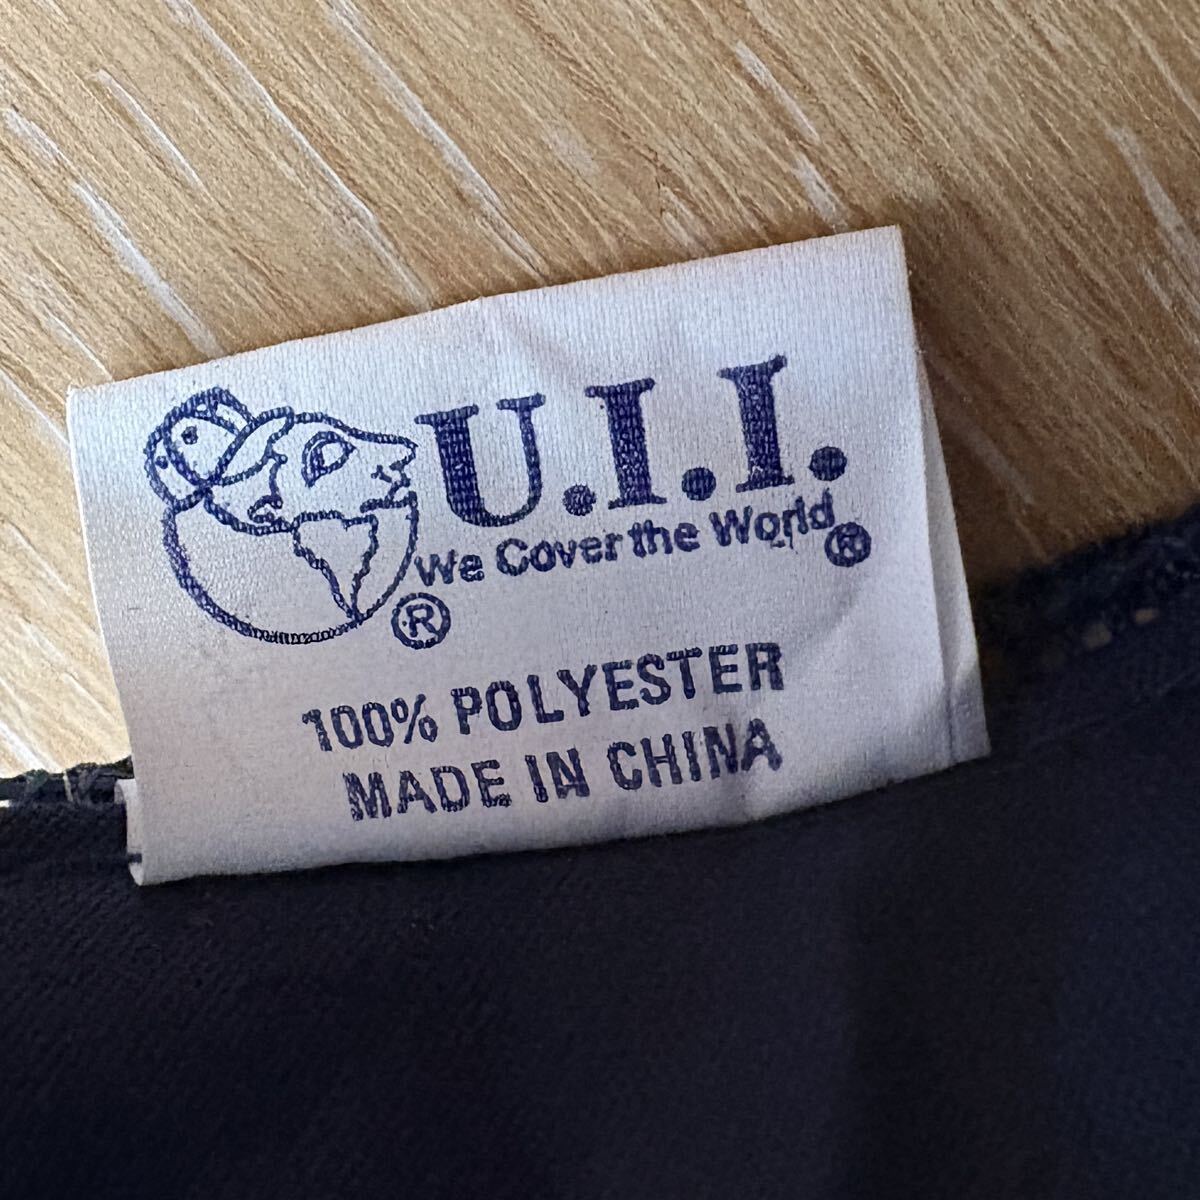 U.I.I.
We Cover the World ®
®
100% POLYESTER
MADE IN CHINA